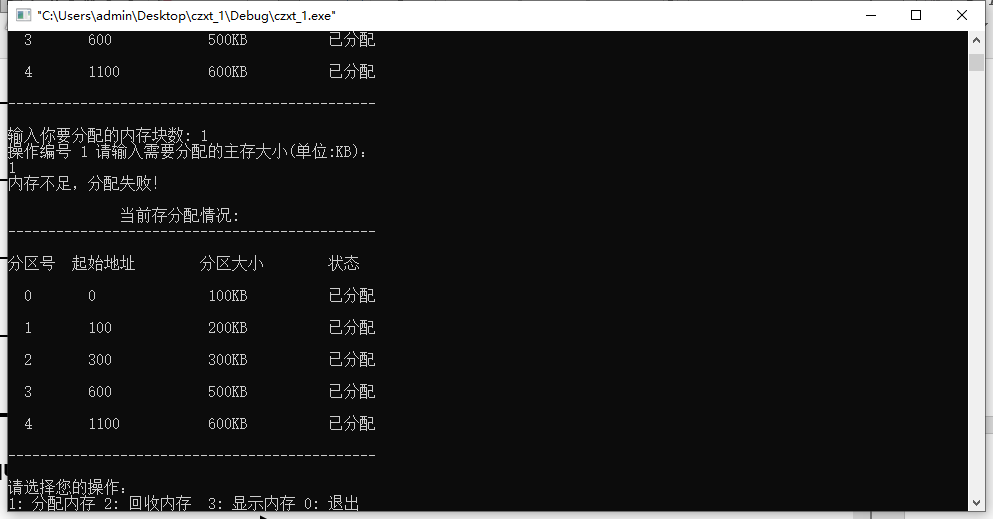 "C:\Users\admin\Desktop\czxt_1\Debug\czxt_1.exe"
3 600 500KB 已分配
4 1100 600KB 已分配
----------------------------------------------
输入你要分配的内存块数: 1
操作编号 1 请输入需要分配的主存大小(单位:KB):
1
内存不足，分配失败!
当前存分配情况:
----------------------------------------------
分区号 起始地址 分区大小 状态
0 0 100KB 已分配
1 100 200KB 已分配
2 300 300KB 已分配
3 600 500KB 已分配
4 1100 600KB 已分配
----------------------------------------------
请选择您的操作:
1: 分配内存 2: 回收内存 3: 显示内存 0: 退出